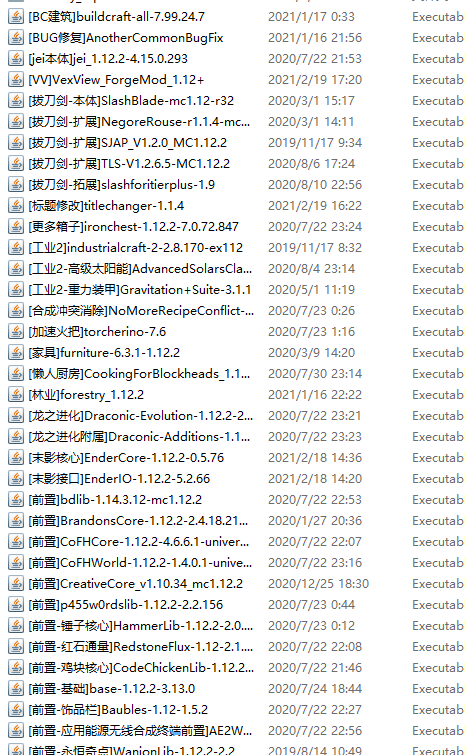 [BC建筑]buildcraft-all-7.99.24.7 2021/1/17 0:33 Executab
[BUG修复]AnotherCommonBugFix 2021/1/16 21:56 Executab
[jei本体]jei_1.12.2-4.15.0.293 2020/7/22 21:53 Executab
[VV]VexView_ForgeMod_1.12+ 2021/2/19 17:20 Executab
[拔刀剑-本体]SlashBlade-mc1.12-r32 2020/3/1 15:17 Executab
[拔刀剑-扩展]NegoreRouse-r1.1.4-mc... 2020/3/1 14:11 Executab
[拔刀剑-扩展]SJAP_V1.2.0_MC1.12.2 2019/11/17 9:34 Executab
[拔刀剑-扩展]TLS-V1.2.6.5-MC1.12.2 2020/8/6 17:24 Executab
[拔刀剑-拓展]slashforitierplus-1.9 2020/8/10 22:56 Executab
[标题修改]titlechanger-1.1.4 2021/2/19 16:22 Executab
[更多箱子]ironchest-1.12.2-7.0.72.847 2020/7/22 23:24 Executab
[工业2]industrialcraft-2-2.8.170-ex112 2019/11/17 8:32 Executab
[工业2-高级太阳能]AdvancedSolarsCla... 2020/8/4 23:14 Executab
[工业2-重力装甲]Gravitation+Suite-3.1.1 2020/5/1 11:19 Executab
[合成冲突消除]NoMoreRecipeConflict-... 2020/7/23 0:26 Executab
[加速火把]torcherino-7.6 2020/7/23 1:16 Executab
[家具]furniture-6.3.1-1.12.2 2020/3/9 14:20 Executab
[懒人厨房]CookingForBlockheads_1.1... 2020/7/30 23:14 Executab
[林业]forestry_1.12.2 2021/1/16 22:22 Executab
[龙之进化]Draconic-Evolution-1.12.2-2... 2020/7/22 23:21 Executab
[龙之进化附属]Draconic-Additions-1.1... 2020/7/22 23:23 Executab
[末影核心]EnderCore-1.12.2-0.5.76 2021/2/18 14:36 Executab
[末影接口]EnderIO-1.12.2-5.2.66 2021/2/18 14:20 Executab
[前置]bdlib-1.14.3.12-mc1.12.2 2020/7/22 22:53 Executab
[前置]BrandonsCore-1.12.2-2.4.18.21... 2020/1/27 20:36 Executab
[前置]CoFHCore-1.12.2-4.6.6.1-univer... 2020/7/22 22:07 Executab
[前置]CoFHWorld-1.12.2-1.4.0.1-unive... 2020/7/22 23:16 Executab
[前置]CreativeCore_v1.10.34_mc1.12.2 2020/12/25 18:30 Executab
[前置]p455w0rdslib-1.12.2-2.2.156 2020/7/23 0:44 Executab
[前置-锤子核心]HammerLib-1.12.2-2.0.... 2020/7/23 0:12 Executab
[前置-红石通量]RedstoneFlux-1.12-2.1.... 2020/7/22 22:08 Executab
[前置-鸡块核心]CodeChickenLib-1.12.2... 2020/7/22 21:46 Executab
[前置-基础]base-1.12.2-3.13.0 2020/7/24 18:44 Executab
[前置-饰品栏]Baubles-1.12-1.5.2 2020/7/22 22:27 Executab
[前置-应用能源无线合成终端前置]AE2W... 2020/7/22 22:56 Executab
[前置-永恒奇点]WanionLib-1.12.2-2.2 2019/8/14 10:49 Executab